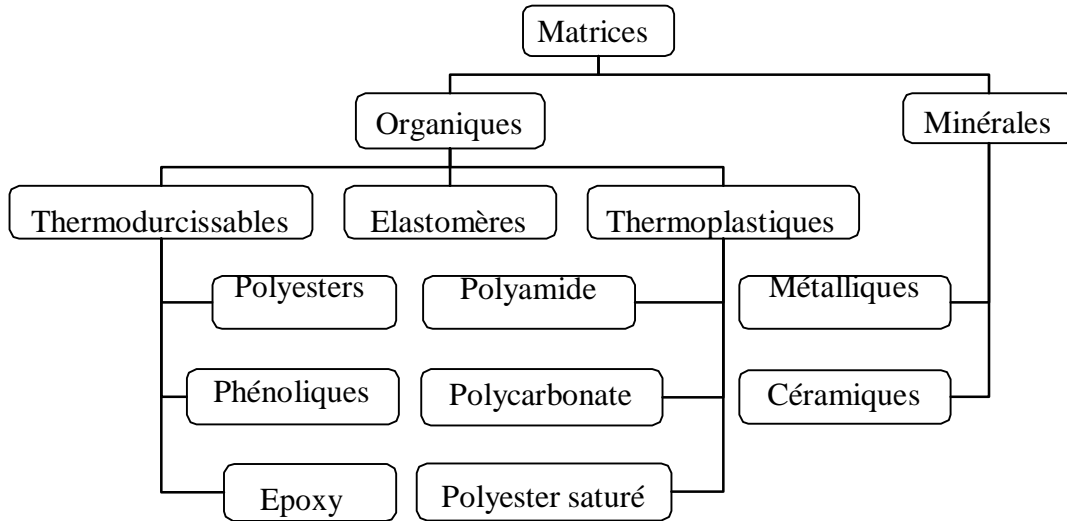 Matrices
Organiques
Minérales
Thermodurcissables
Elastomères
Thermoplastiques
Polyesters
Polyamide
Métalliques
Phénoliques
Polycarbonate
Céramiques
Epoxy
Polyester saturé